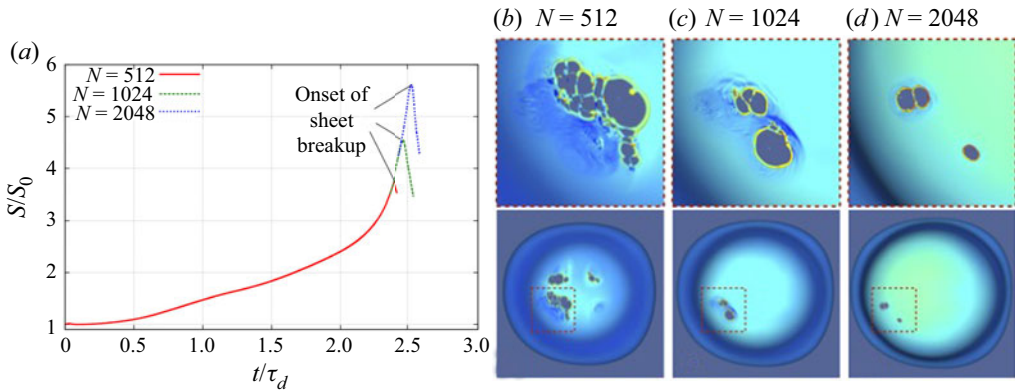 (b) N = 512
(c) N = 1024
(d) N = 2048
(a)
6
5
4
3
2
1
S/S0
N = 512
N = 1024
N = 2048
Onset of
sheet
breakup
0
0.5
1.0
1.5
2.0
2.5
3.0
t/τd